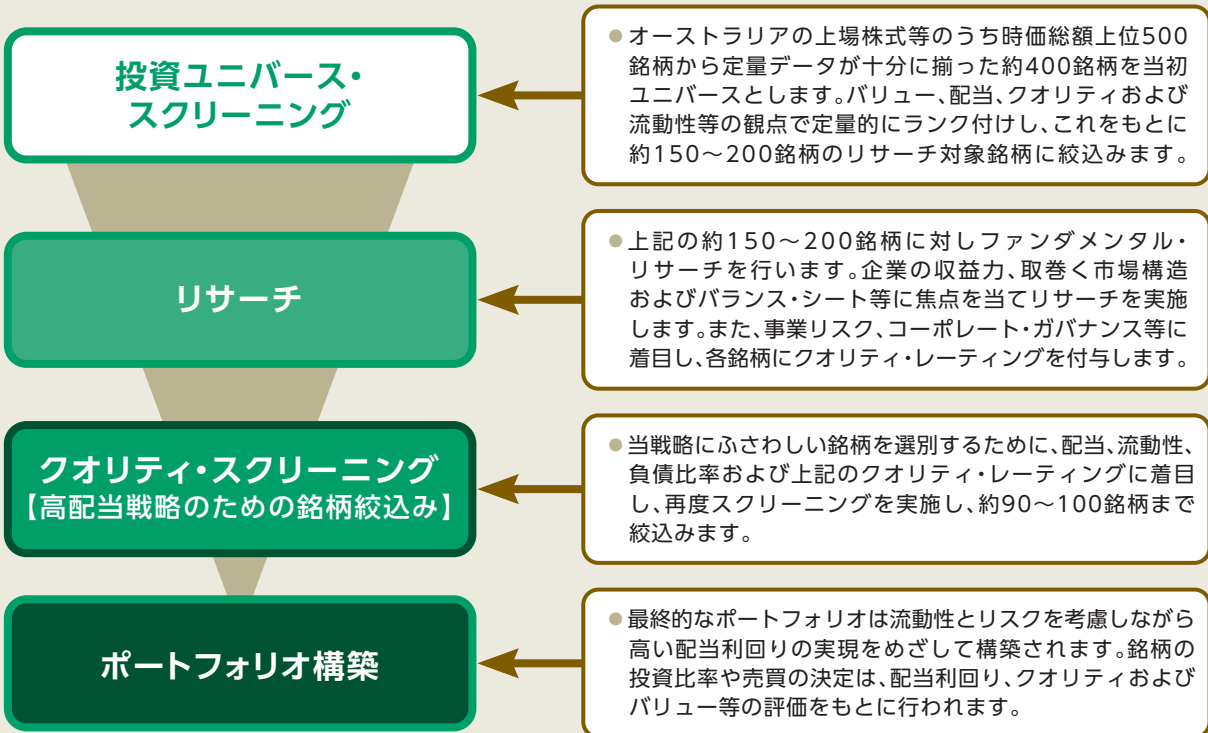 投資ユニバース・
スクリーニング
●オーストラリアの上場株式等のうち時価総額上位500
銘柄から定量データが十分に揃った約400銘柄を当初
ユニバースとします。バリュー、配当、クオリティおよび
流動性等の観点で定量的にランク付けし、これをもとに
約150～200銘柄のリサーチ対象銘柄に絞込みます。
リサーチ
●上記の約150～200銘柄に対しファンダメンタル・
リサーチを行います。企業の収益力、取巻く市場構造
およびバランス・シート等に焦点を当てリサーチを実施
します。また、事業リスク、コーポレート・ガバナンス等に
着目し、各銘柄にクオリティ・レーティングを付与します。
クオリティ・スクリーニング
【高配当戦略のための銘柄絞込み】
●当戦略にふさわしい銘柄を選別するために、配当、流動性、
負債比率および上記のクオリティ・レーティングに着目
し、再度スクリーニングを実施し、約90～100銘柄まで
絞込みます。
ポートフォリオ構築
●最終的なポートフォリオは流動性とリスクを考慮しながら
高い配当利回りの実現をめざして構築されます。銘柄の
投資比率や売買の決定は、配当利回り、クオリティおよび
バリュー等の評価をもとに行われます。